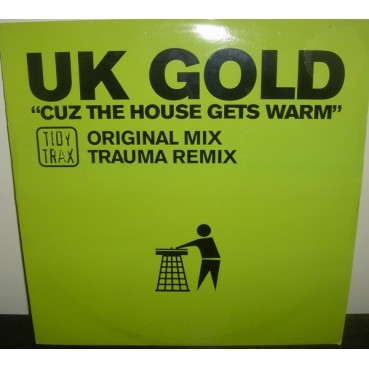 UK GOLD
“CUZ THE HOUSE GETS WARM”
TIDY
TRAX
ORIGINAL MIX
TRAUMA REMIX